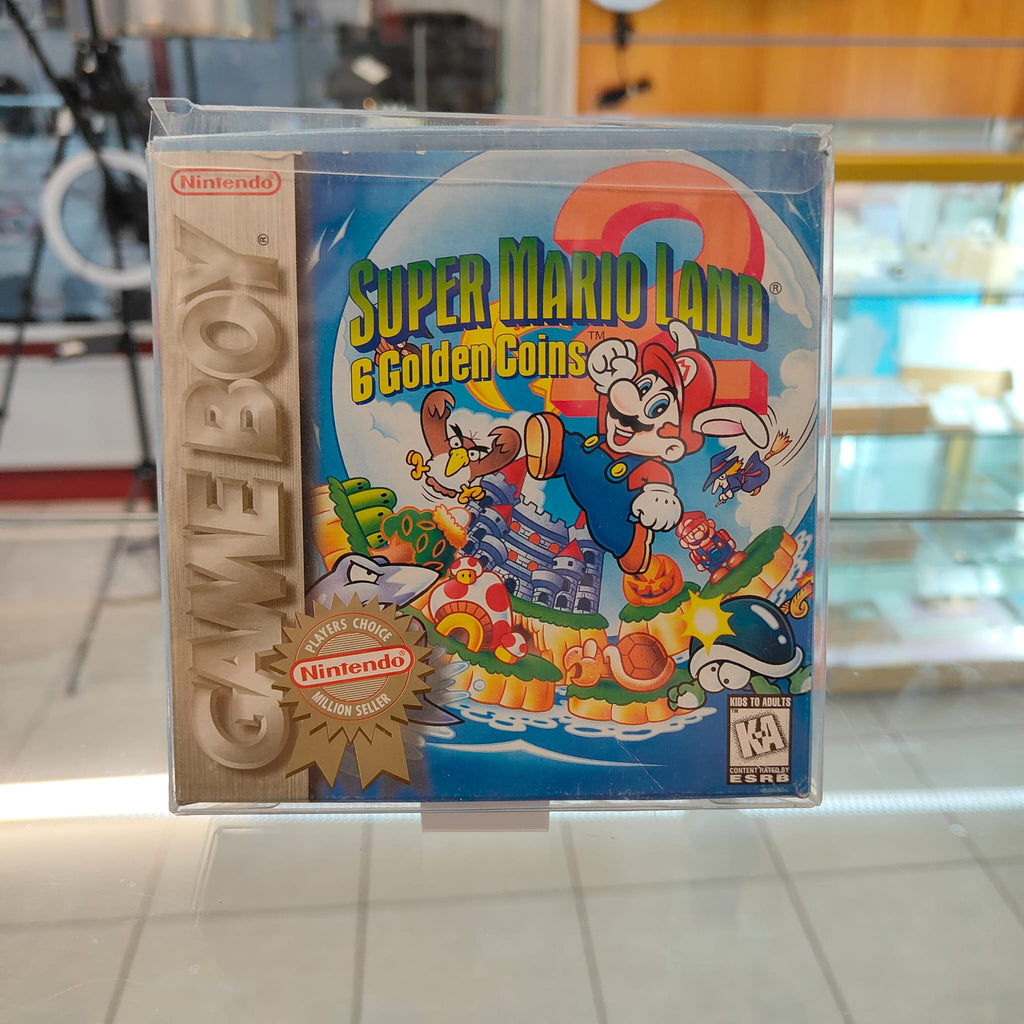 Nintendo®
GAME BOY®
2
SUPER MARIO LAND®
6 Golden Coins™
PLAYERS CHOICE
Nintendo®
MILLION SELLER
KIDS TO ADULTS
™
K-A
CONTENT RATED BY
ESRB